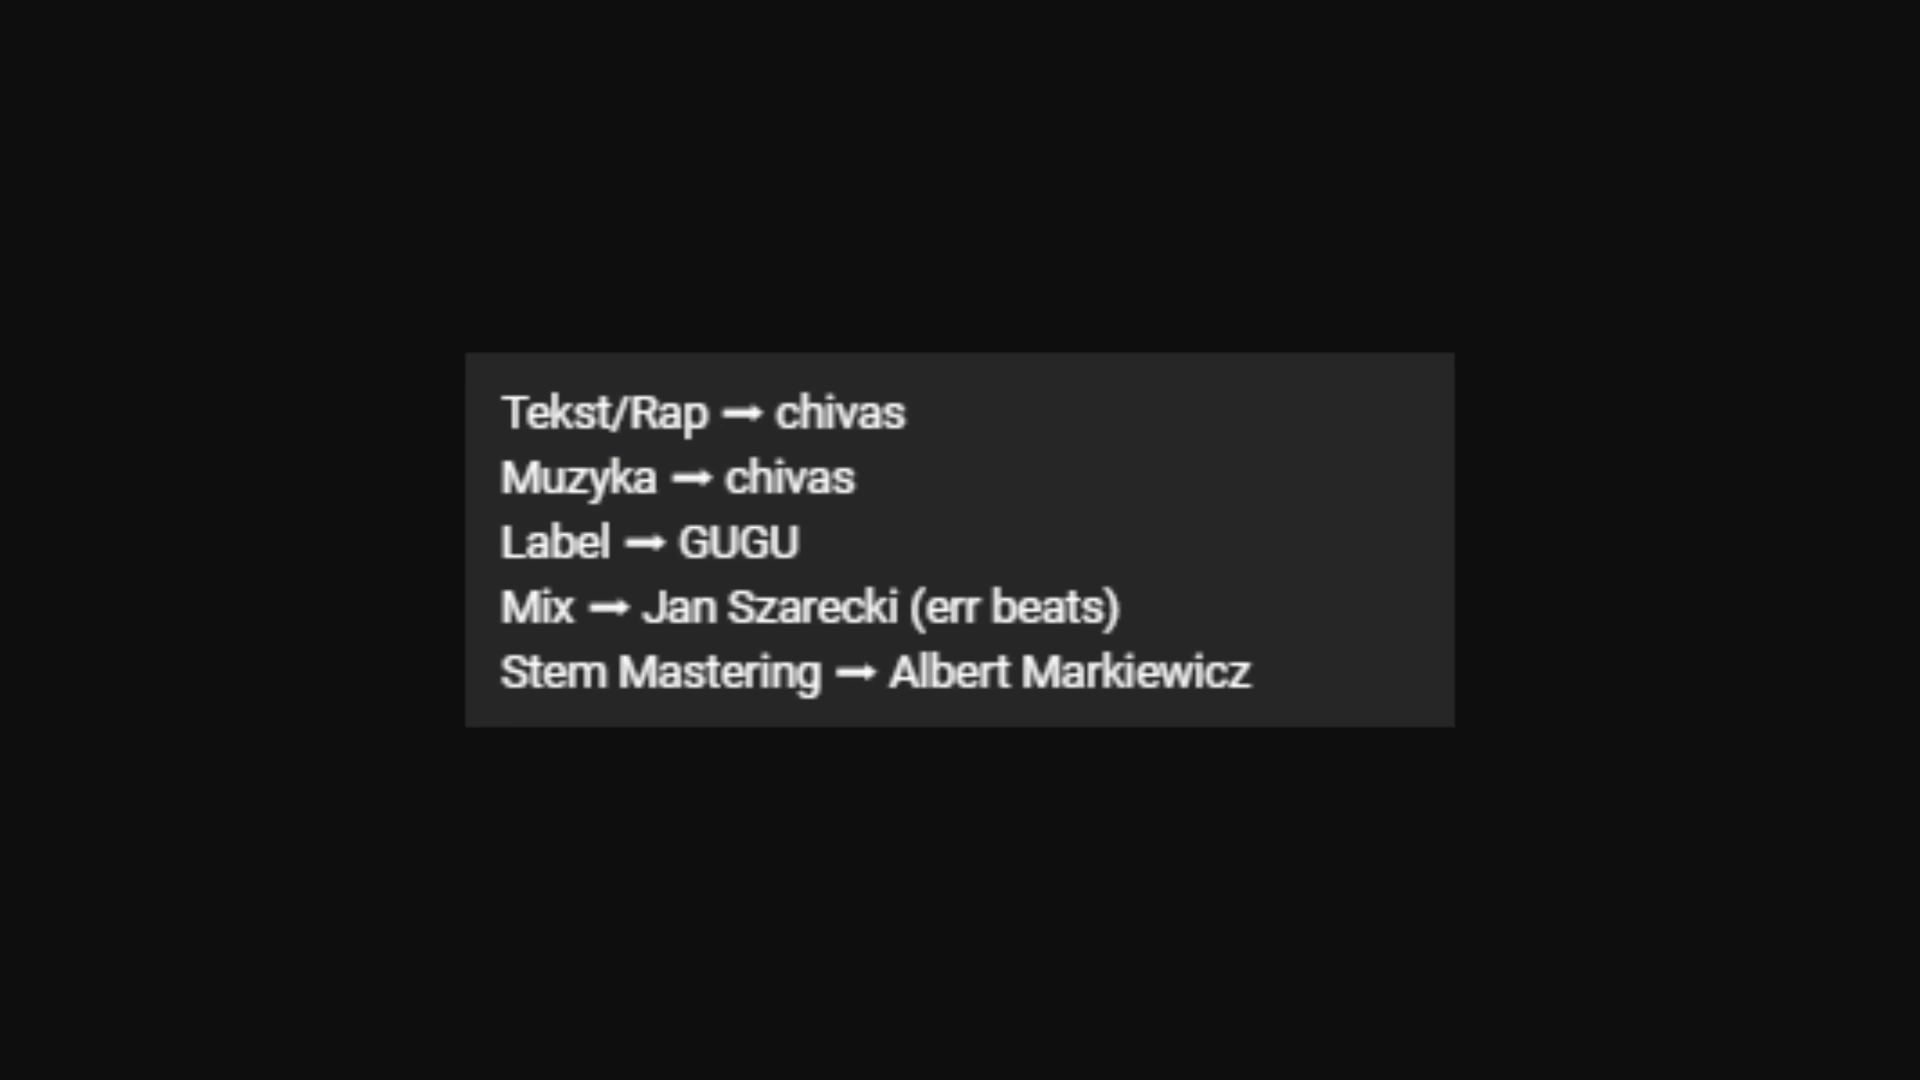 Tekst/Rap → chivas
Muzyka → chivas
Label → GUGU
Mix → Jan Szarecki (err beats)
Stem Mastering → Albert Markiewicz